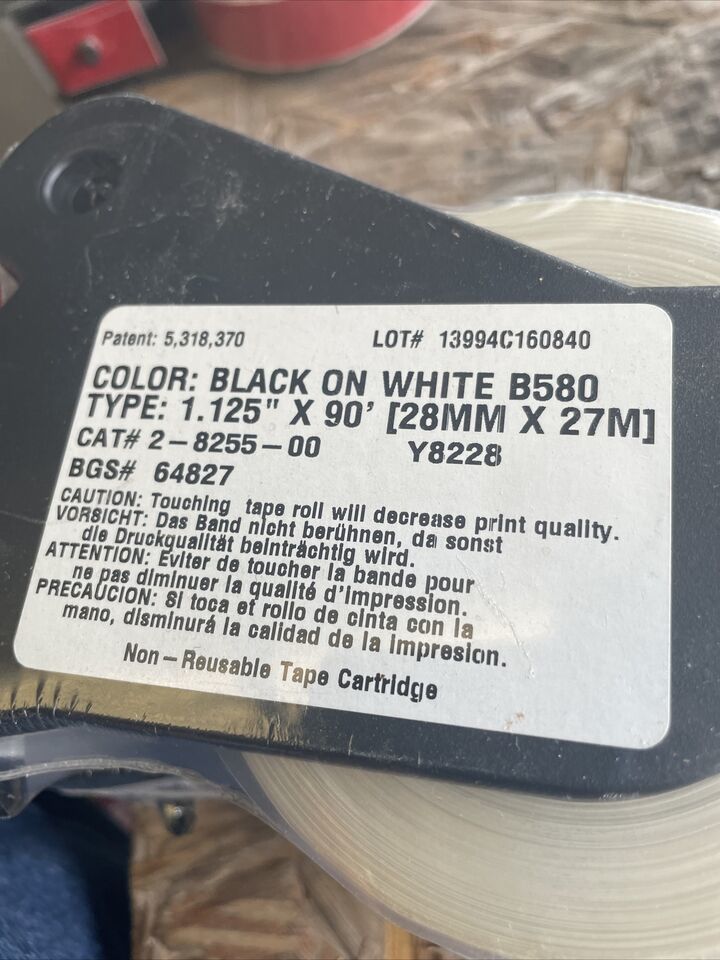 Patent: 5,318,370 LOT# 13994C160840
COLOR: BLACK ON WHITE B580
TYPE: 1.125" X 90' [28MM X 27M]
CAT# 2-8255-00 Y8228
BGS# 64827
CAUTION: Touching tape roll will decrease print quality.
VORSICHT: Das Band nicht berühren, da sonst
die Druckqualität beinträchtig wird.
ATTENTION: Eviter de toucher la bande pour
ne pas diminuer la qualité d'impression.
PRECAUCION: Si toca et rollo de cinta con la
mano, disminurá la calidad de la impresion.
Non-Reusable Tape Cartridge